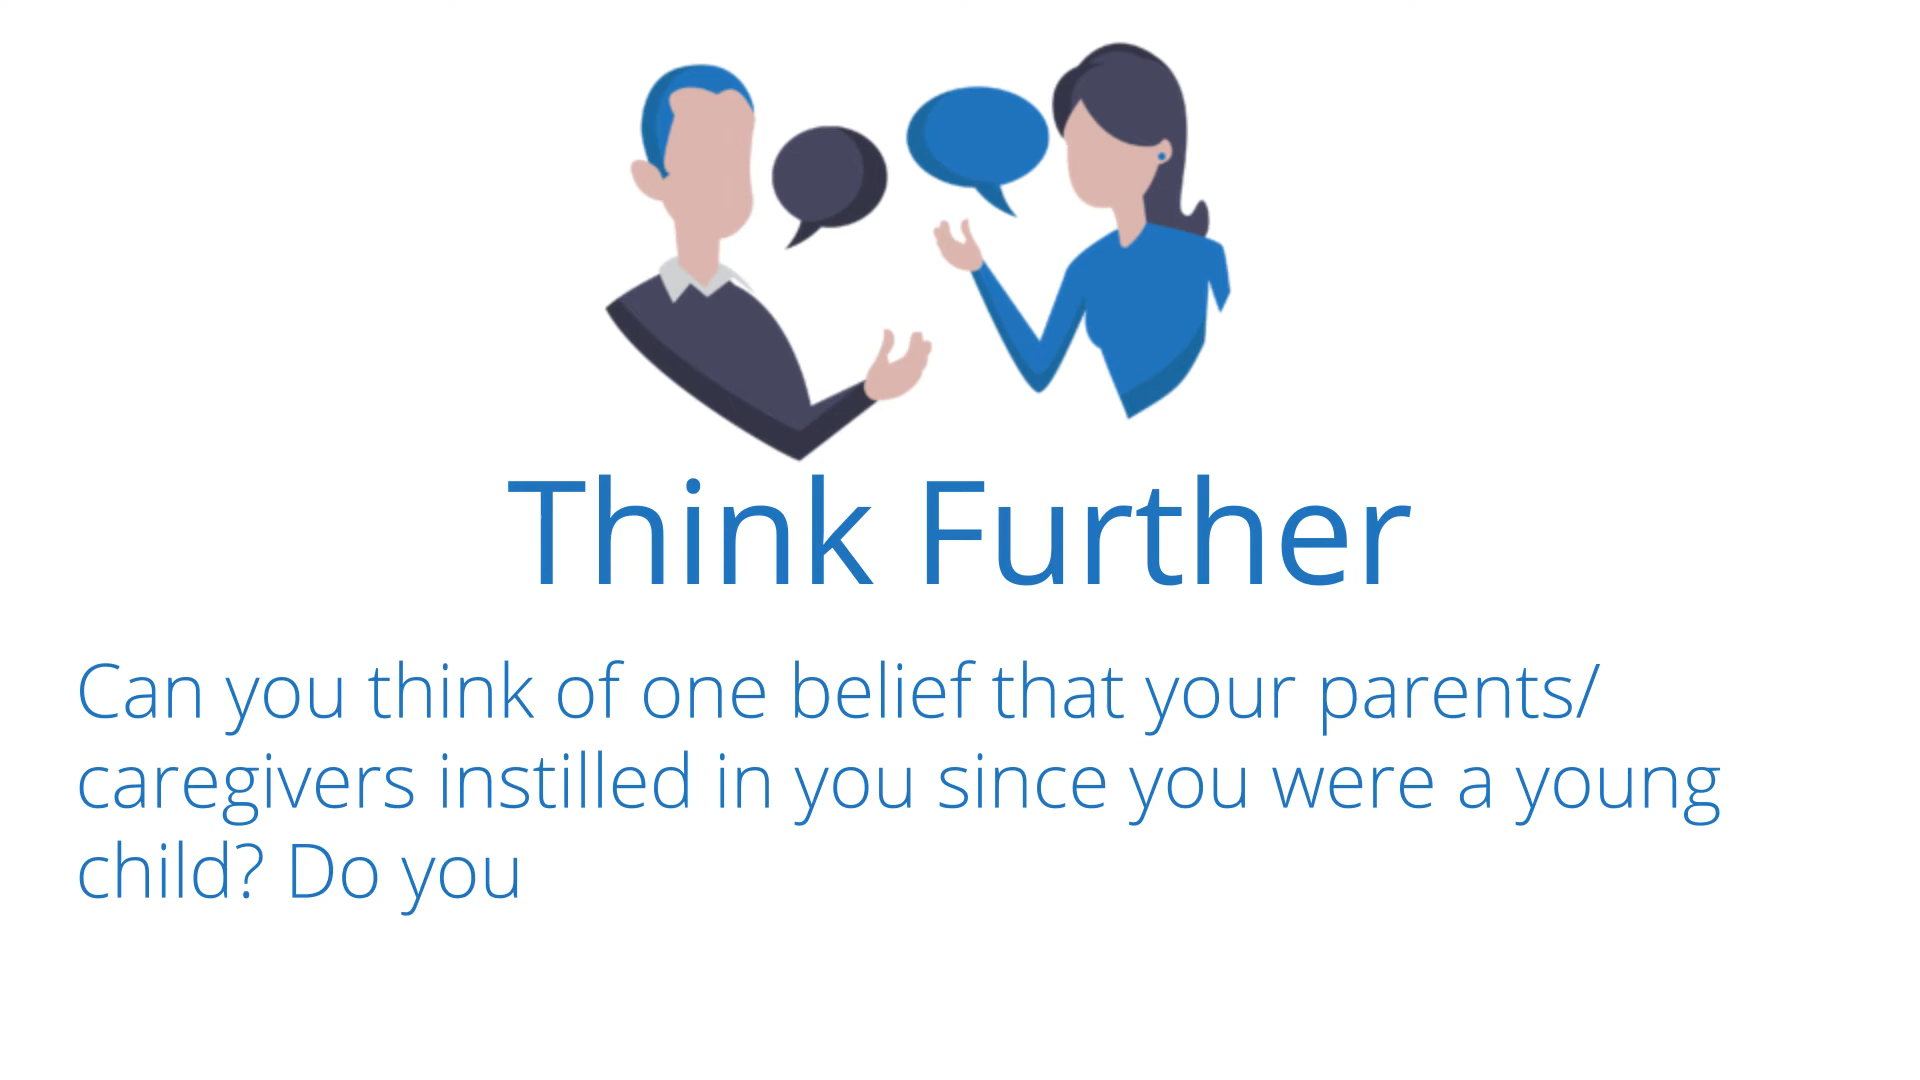 Think Further
Can you think of one belief that your parents/
caregivers instilled in you since you were a young
child? Do you